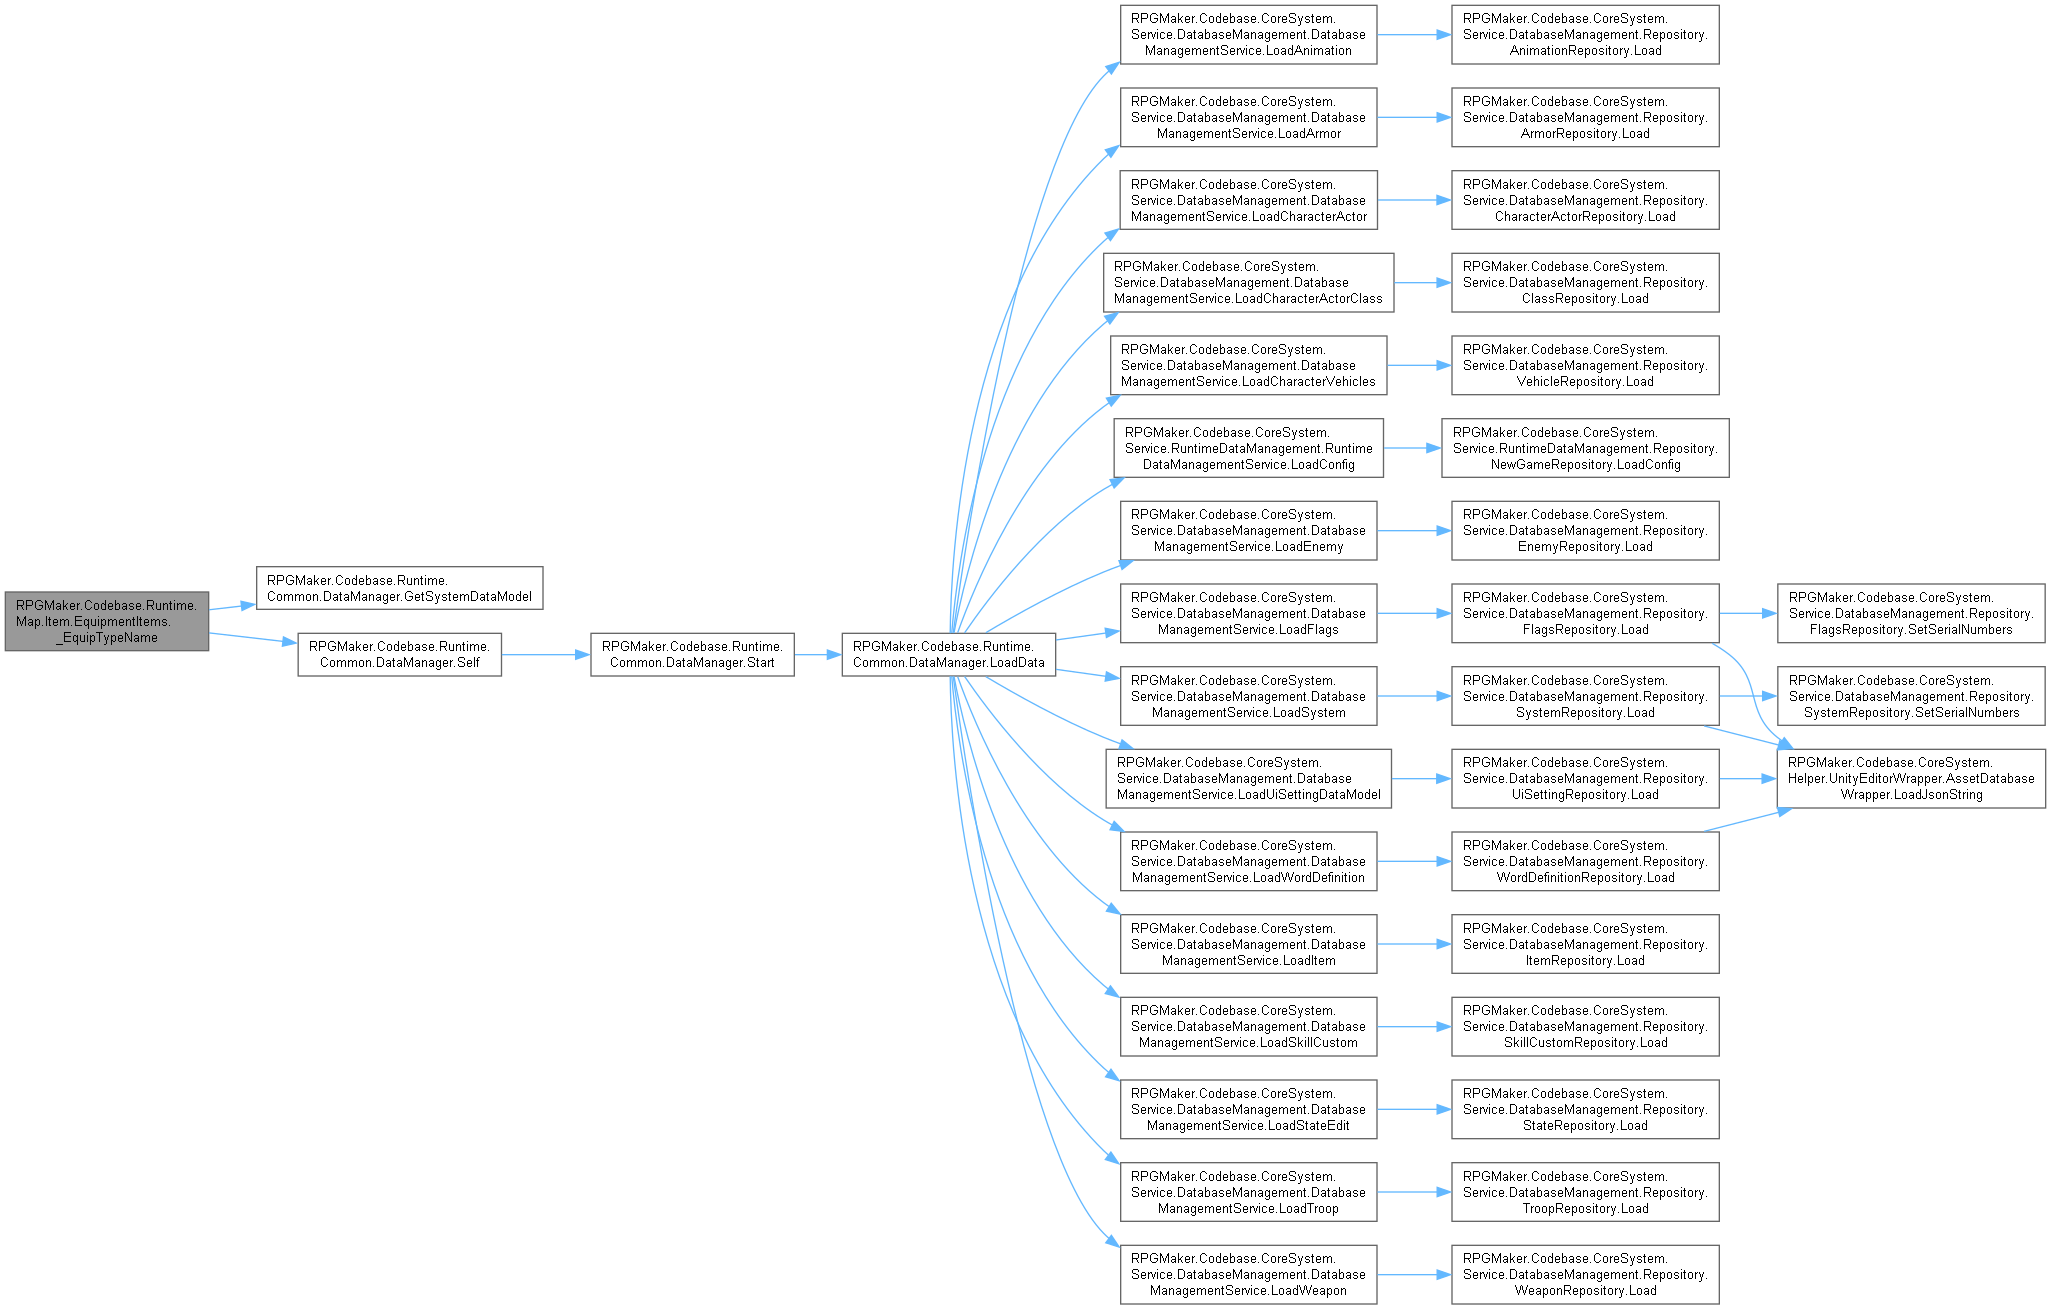 RPGMaker.Codebase.Runtime.
Map.Item.EquipmentItems.
_EquipTypeName
RPGMaker.Codebase.Runtime.
Common.DataManager.GetSystemDataModel
RPGMaker.Codebase.Runtime.
Common.DataManager.Self
RPGMaker.Codebase.Runtime.
Common.DataManager.Start
RPGMaker.Codebase.Runtime.
Common.DataManager.LoadData
RPGMaker.Codebase.CoreSystem.
Service.DatabaseManagement.Database
ManagementService.LoadAnimation
RPGMaker.Codebase.CoreSystem.
Service.DatabaseManagement.Repository.
AnimationRepository.Load
RPGMaker.Codebase.CoreSystem.
Service.DatabaseManagement.Database
ManagementService.LoadArmor
RPGMaker.Codebase.CoreSystem.
Service.DatabaseManagement.Repository.
ArmorRepository.Load
RPGMaker.Codebase.CoreSystem.
Service.DatabaseManagement.Database
ManagementService.LoadCharacterActor
RPGMaker.Codebase.CoreSystem.
Service.DatabaseManagement.Repository.
CharacterActorRepository.Load
RPGMaker.Codebase.CoreSystem.
Service.DatabaseManagement.Database
ManagementService.LoadCharacterActorClass
RPGMaker.Codebase.CoreSystem.
Service.DatabaseManagement.Repository.
ClassRepository.Load
RPGMaker.Codebase.CoreSystem.
Service.DatabaseManagement.Database
ManagementService.LoadCharacterVehicles
RPGMaker.Codebase.CoreSystem.
Service.DatabaseManagement.Repository.
VehicleRepository.Load
RPGMaker.Codebase.CoreSystem.
Service.RuntimeDataManagement.Runtime
DataManagementService.LoadConfig
RPGMaker.Codebase.CoreSystem.
Service.RuntimeDataManagement.Repository.
NewGameRepository.LoadConfig
RPGMaker.Codebase.CoreSystem.
Service.DatabaseManagement.Database
ManagementService.LoadEnemy
RPGMaker.Codebase.CoreSystem.
Service.DatabaseManagement.Repository.
EnemyRepository.Load
RPGMaker.Codebase.CoreSystem.
Service.DatabaseManagement.Database
ManagementService.LoadFlags
RPGMaker.Codebase.CoreSystem.
Service.DatabaseManagement.Repository.
FlagsRepository.Load
RPGMaker.Codebase.CoreSystem.
Service.DatabaseManagement.Repository.
FlagsRepository.SetSerialNumbers
RPGMaker.Codebase.CoreSystem.
Service.DatabaseManagement.Database
ManagementService.LoadSystem
RPGMaker.Codebase.CoreSystem.
Service.DatabaseManagement.Repository.
SystemRepository.Load
RPGMaker.Codebase.CoreSystem.
Service.DatabaseManagement.Repository.
SystemRepository.SetSerialNumbers
RPGMaker.Codebase.CoreSystem.
Service.DatabaseManagement.Database
ManagementService.LoadUiSettingDataModel
RPGMaker.Codebase.CoreSystem.
Service.DatabaseManagement.Repository.
UiSettingRepository.Load
RPGMaker.Codebase.CoreSystem.
Helper.UnityEditorWrapper.AssetDatabase
Wrapper.LoadJsonString
RPGMaker.Codebase.CoreSystem.
Service.DatabaseManagement.Database
ManagementService.LoadWordDefinition
RPGMaker.Codebase.CoreSystem.
Service.DatabaseManagement.Repository.
WordDefinitionRepository.Load
RPGMaker.Codebase.CoreSystem.
Service.DatabaseManagement.Database
ManagementService.LoadItem
RPGMaker.Codebase.CoreSystem.
Service.DatabaseManagement.Repository.
ItemRepository.Load
RPGMaker.Codebase.CoreSystem.
Service.DatabaseManagement.Database
ManagementService.LoadSkillCustom
RPGMaker.Codebase.CoreSystem.
Service.DatabaseManagement.Repository.
SkillCustomRepository.Load
RPGMaker.Codebase.CoreSystem.
Service.DatabaseManagement.Database
ManagementService.LoadStateEdit
RPGMaker.Codebase.CoreSystem.
Service.DatabaseManagement.Repository.
StateRepository.Load
RPGMaker.Codebase.CoreSystem.
Service.DatabaseManagement.Database
ManagementService.LoadTroop
RPGMaker.Codebase.CoreSystem.
Service.DatabaseManagement.Repository.
TroopRepository.Load
RPGMaker.Codebase.CoreSystem.
Service.DatabaseManagement.Database
ManagementService.LoadWeapon
RPGMaker.Codebase.CoreSystem.
Service.DatabaseManagement.Repository.
WeaponRepository.Load